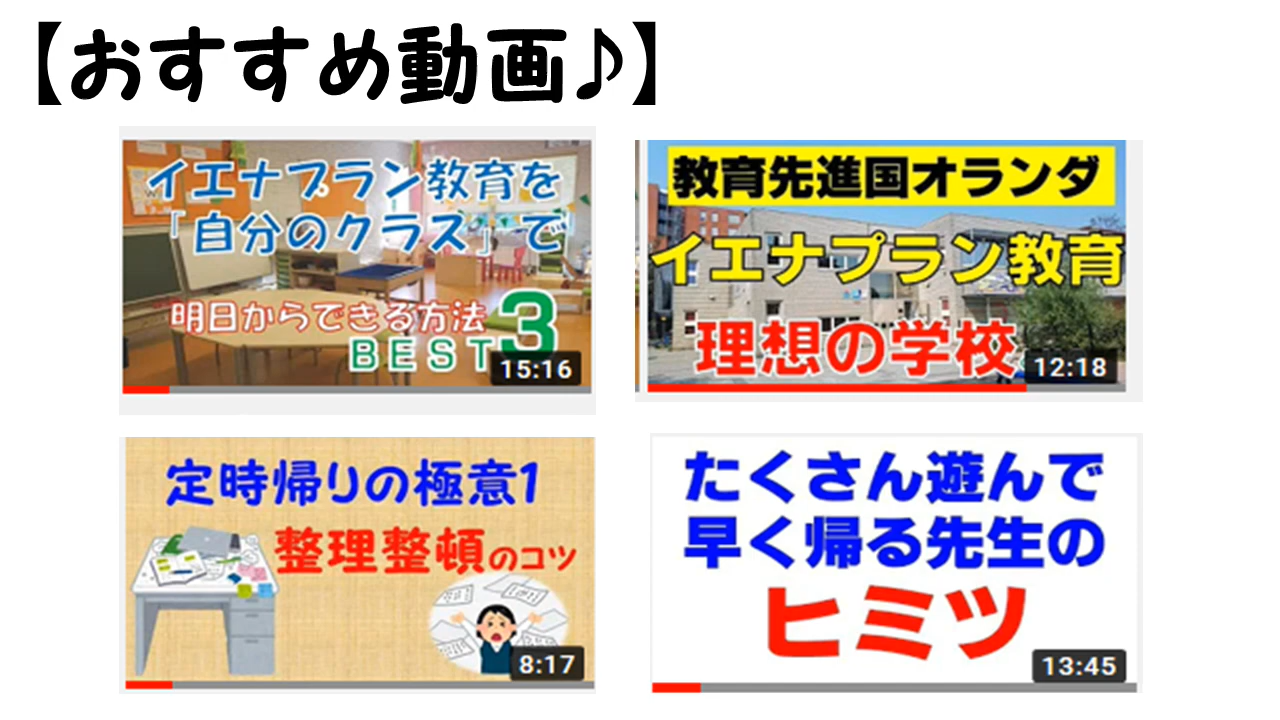 【おすすめ動画♪】
イエナプラン教育を
「自分のクラス」で
明日からできる方法
BEST3
15:16
教育先進国オランダ
イエナプラン教育
理想の学校
12:18
定時帰りの極意1
整理整頓のコツ
8:17
たくさん遊んで
早く帰る先生の
ヒミツ
13:45